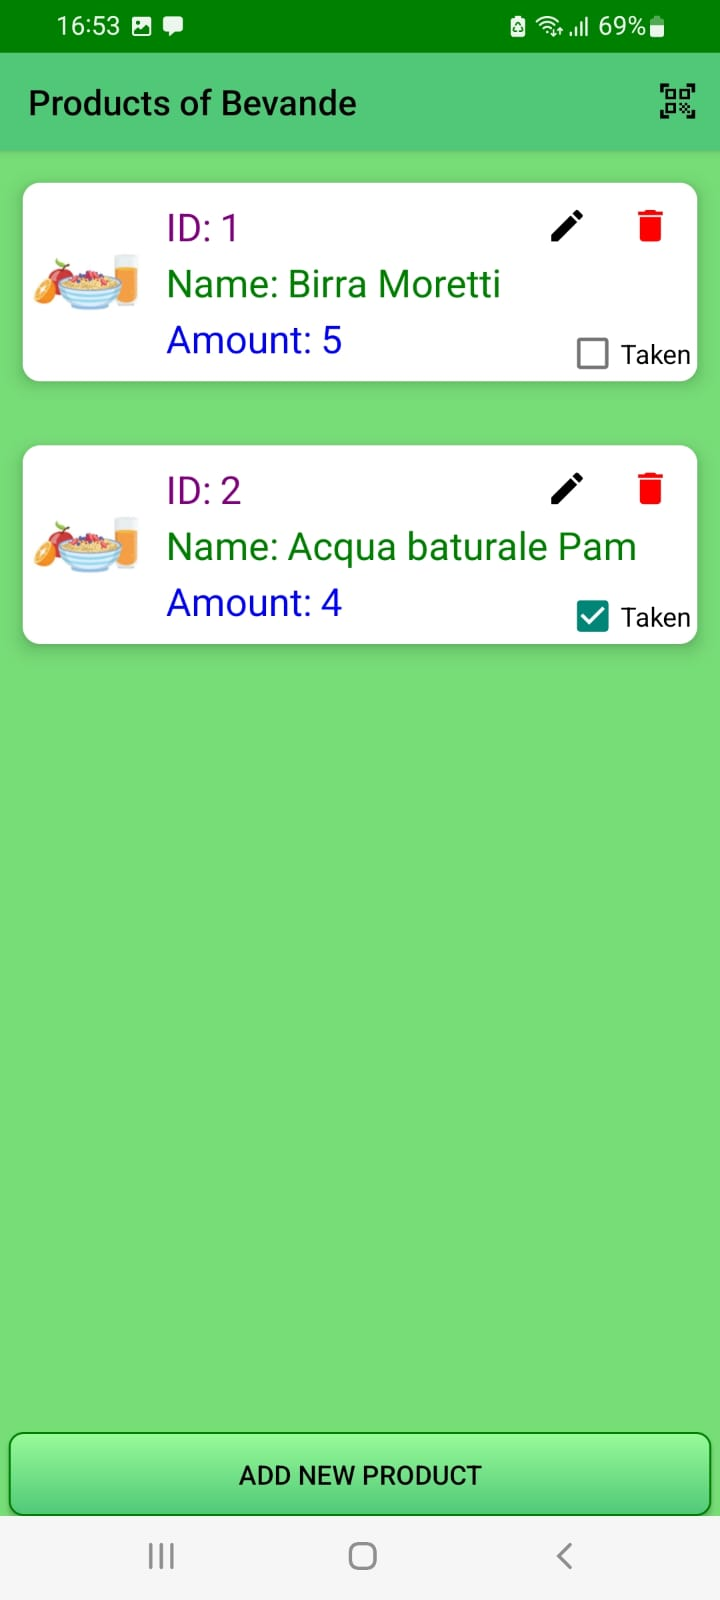 16:53 69%
Products of Bevande
ID: 1
Name: Birra Moretti
Amount: 5
Taken
ID: 2
Name: Acqua baturale Pam
Amount: 4
Taken
ADD NEW PRODUCT